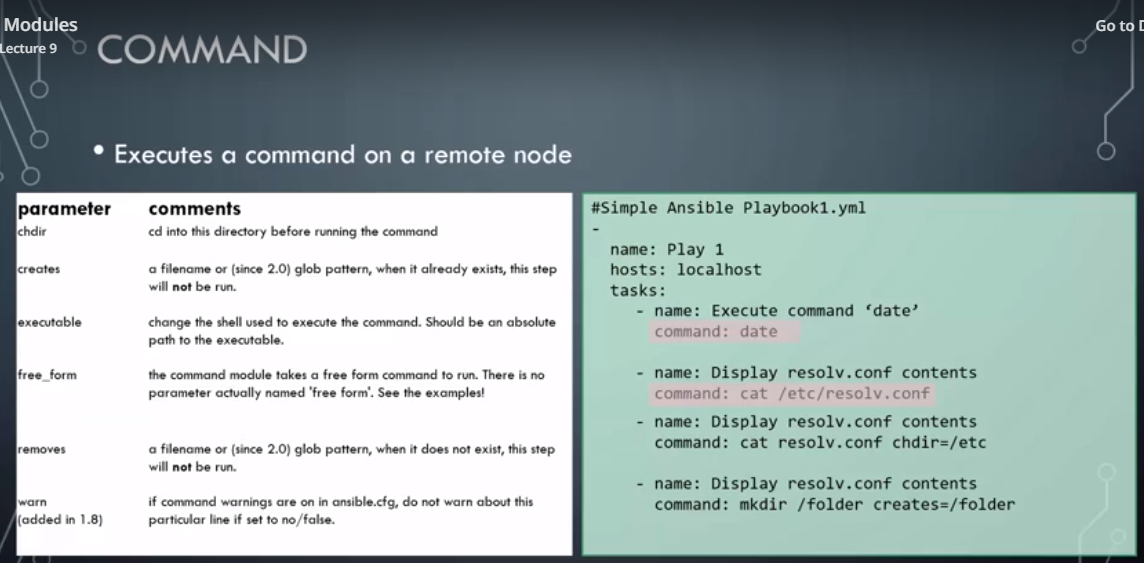 Modules
Lecture 9
Go to D
COMMAND
• Executes a command on a remote node
parameter comments
chdir cd into this directory before running the command
creates a filename or (since 2.0) glob pattern, when it already exists, this step
will not be run.
executable change the shell used to execute the command. Should be an absolute
path to the executable.
free_form the command module takes a free form command to run. There is no
parameter actually named 'free form'. See the examples!
removes a filename or (since 2.0) glob pattern, when it does not exist, this step
will not be run.
warn if command warnings are on in ansible.cfg, do not warn about this
(added in 1.8) particular line if set to no/false.
#Simple Ansible Playbook1.yml
-
name: Play 1
hosts: localhost
tasks:
- name: Execute command ‘date’
command: date
- name: Display resolv.conf contents
command: cat /etc/resolv.conf
- name: Display resolv.conf contents
command: cat resolv.conf chdir=/etc
- name: Display resolv.conf contents
command: mkdir /folder creates=/folder